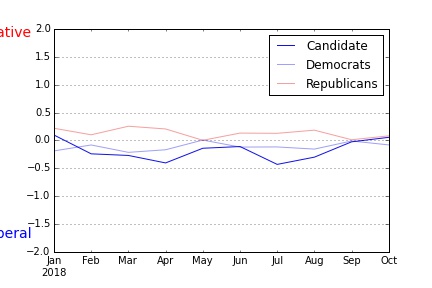 ative
2.0
1.5
1.0
0.5
0.0
−0.5
−1.0
−1.5
−2.0
beral
Candidate
Democrats
Republicans
Jan Feb Mar Apr May Jun Jul Aug Sep Oct
2018